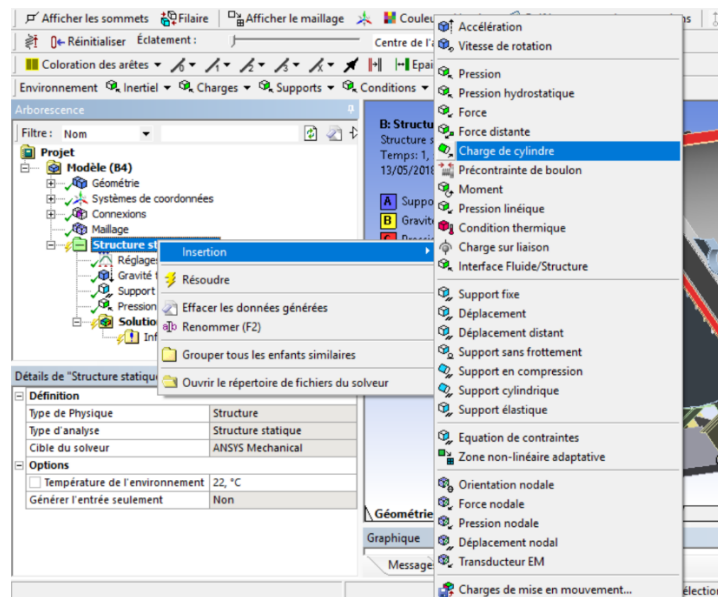 Afficher les sommets Filaire Afficher le maillage
Réinitialiser Éclatement : Centre de
Coloration des arêtes
Environnement Inertiel Charges Supports Conditions
Arborescence
Filtre : Nom
Projet
Modèle (B4)
Géométrie
Systèmes de coordonnées
Connexions
Maillage
Structure
Réglage
Gravité
Support
Pression
Solution
Détails de "Structure statique
Définition
Type de Physique Structure
Type d'analyse Structure statique
Cible du solveur ANSYS Mechanical
Options
Température de l'environnement 22, °C
Générer l'entrée seulement Non
Insertion
Résoudre
Effacer les données générées
Renommer (F2)
Grouper tous les enfants similaires
Ouvrir le répertoire de fichiers du solveur
B: Structu
Structure s
Temps: 1,
13/05/2018
A Suppo
B Gravit
Géométrie
Graphique
Message
Accélération
Vitesse de rotation
Pression
Pression hydrostatique
Force
Force distante
Charge de cylindre
Précontrainte de boulon
Moment
Pression linéique
Condition thermique
Charge sur liaison
Interface Fluide/Structure
Support fixe
Déplacement
Déplacement distant
Support sans frottement
Support en compression
Support cylindrique
Support élastique
Equation de contraintes
Zone non-linéaire adaptative
Orientation nodale
Force nodale
Pression nodale
Déplacement nodal
Transducteur EM
Charges de mise en mouvement...